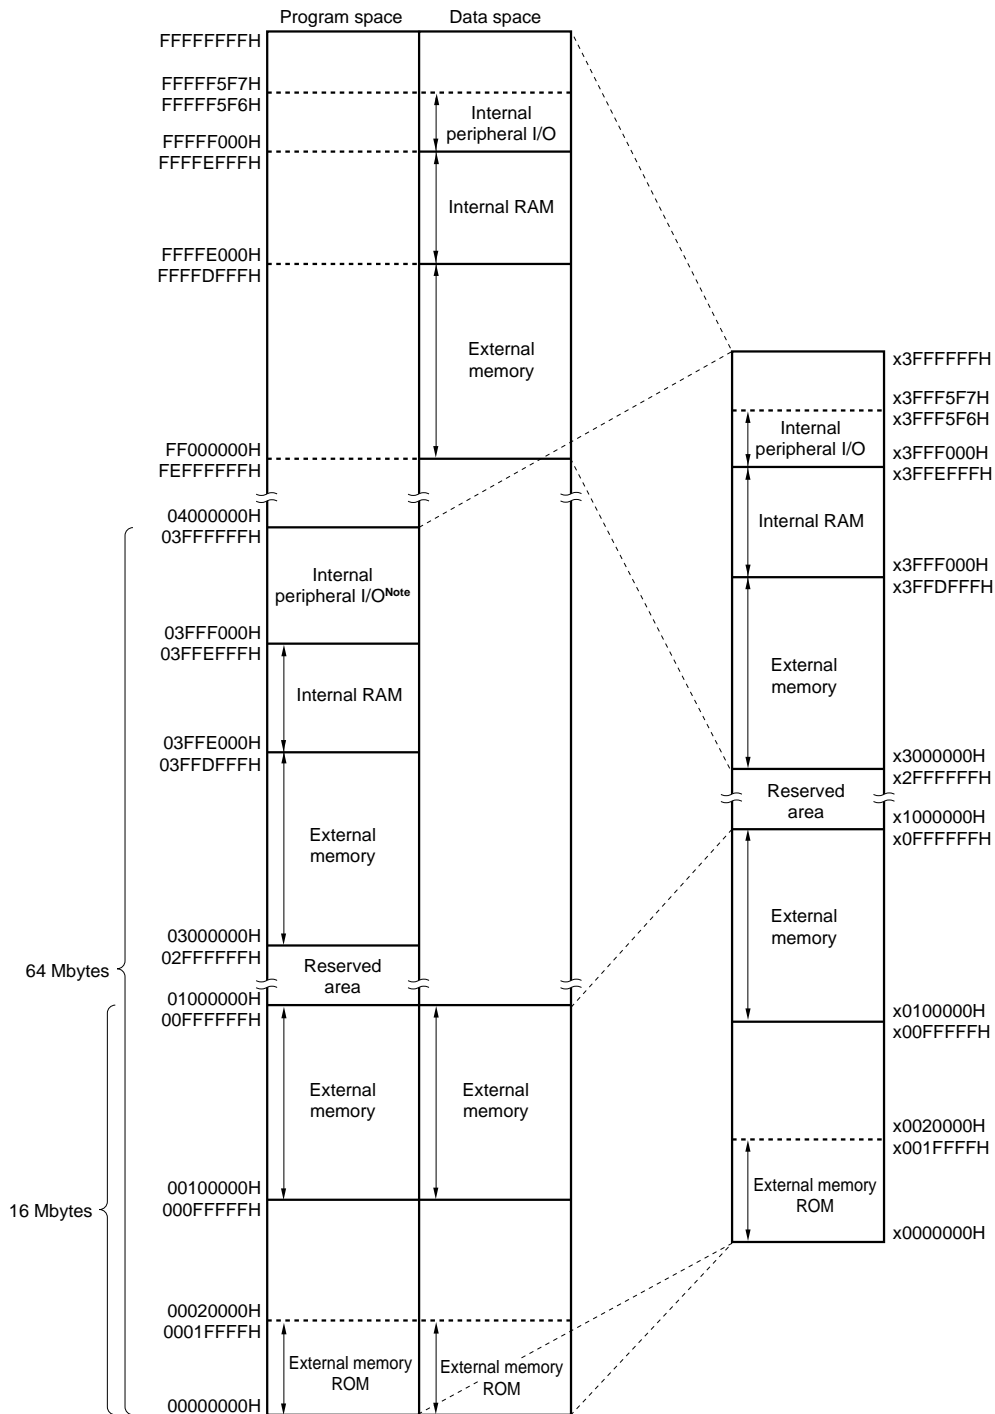 Program space
Data space
FFFFFFFFH
FFFFF5F7H
FFFFF5F6H
Internal
peripheral I/O
FFFFF000H
FFFFEFFFH
Internal RAM
FFFFE000H
FFFFDFFFH
External
memory
FF000000H
FEFFFFFFH
04000000H
03FFFFFFH
Internal
peripheral I/ONote
03FFF000H
03FFEFFFH
Internal RAM
03FFE000H
03FFDFFFH
External
memory
03000000H
02FFFFFFH
Reserved
area
64 Mbytes
01000000H
00FFFFFFH
External
memory
External
memory
00100000H
000FFFFFH
16 Mbytes
00020000H
0001FFFFH
External memory
ROM
External memory
ROM
00000000H
x3FFFFFFH
x3FFF5F7H
x3FFF5F6H
Internal
peripheral I/O
x3FFF000H
x3FFEFFFH
Internal RAM
x3FFF000H
x3FFDFFFH
External
memory
x3000000H
x2FFFFFFH
Reserved
area
x1000000H
x0FFFFFFH
External
memory
x0100000H
x00FFFFFH
x0020000H
x001FFFFH
External memory
ROM
x0000000H